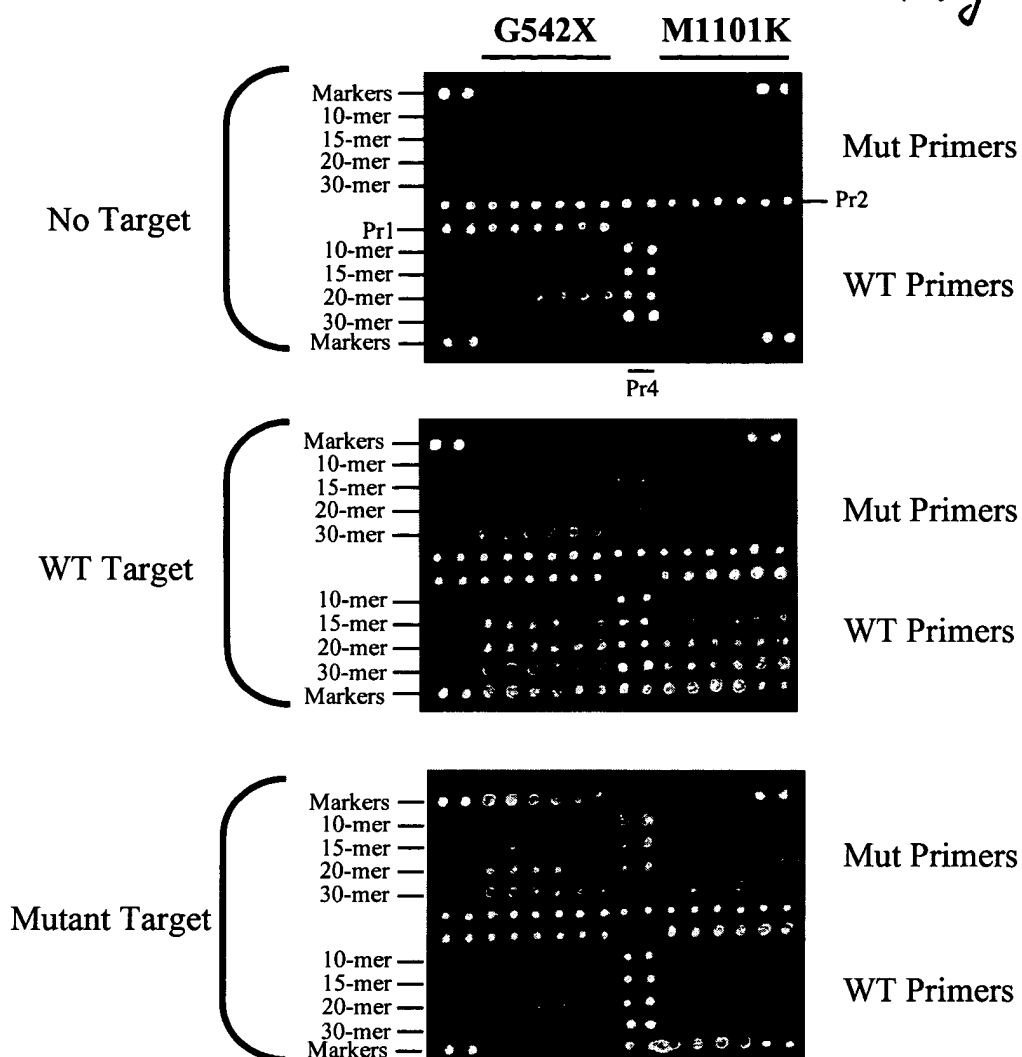 G542X M1101K
No Target
Markers
10-mer
15-mer
20-mer
30-mer
Mut Primers
Pr2
Pr1
10-mer
15-mer
20-mer
30-mer
Markers
WT Primers
Pr4
WT Target
Markers
10-mer
15-mer
20-mer
30-mer
Mut Primers
10-mer
15-mer
20-mer
30-mer
Markers
WT Primers
Mutant Target
Markers
10-mer
15-mer
20-mer
30-mer
Mut Primers
10-mer
15-mer
20-mer
30-mer
Markers
WT Primers